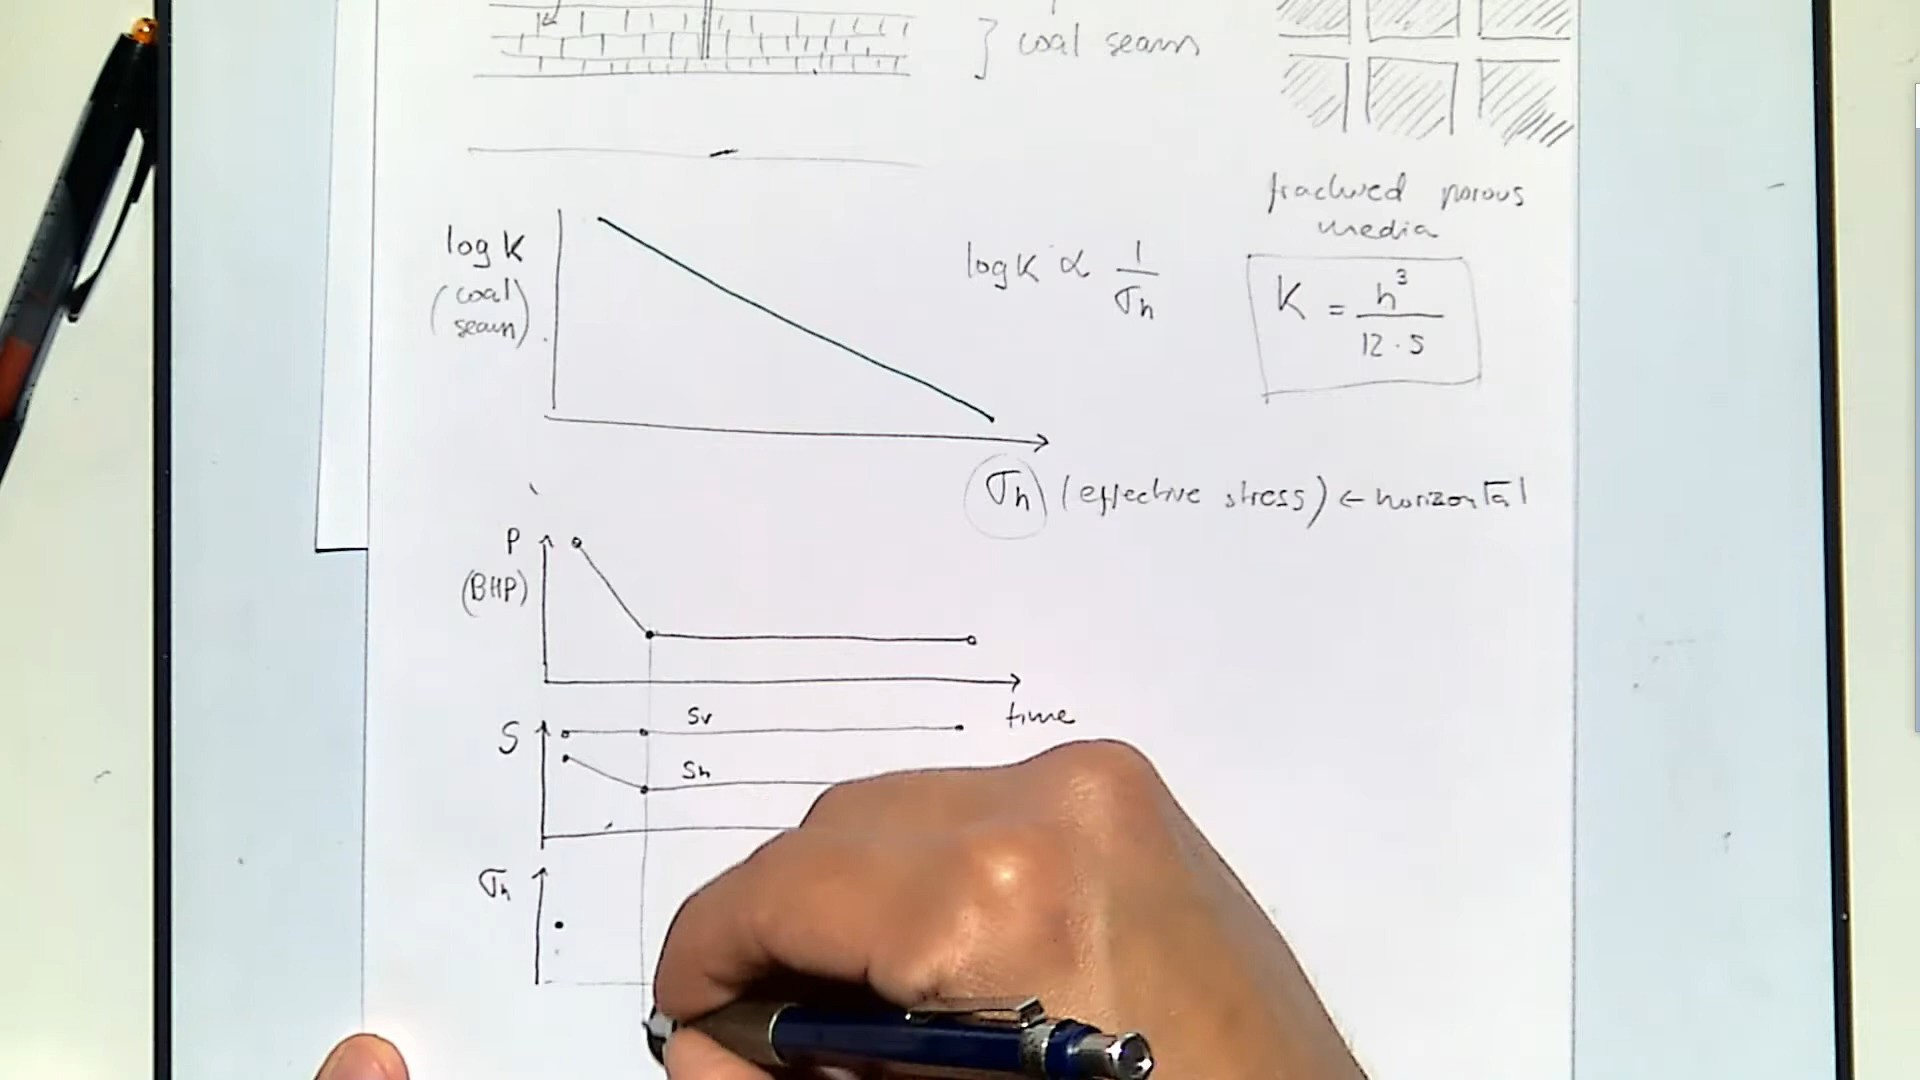 } coal seam
fractured porous
media
log K
(coal
seam)
log K ∝ 1/σh
K = h³/(12 · s)
σh (effective stress) ← horizontal
P
(BHP)
time
S
Sv
Sh
σh